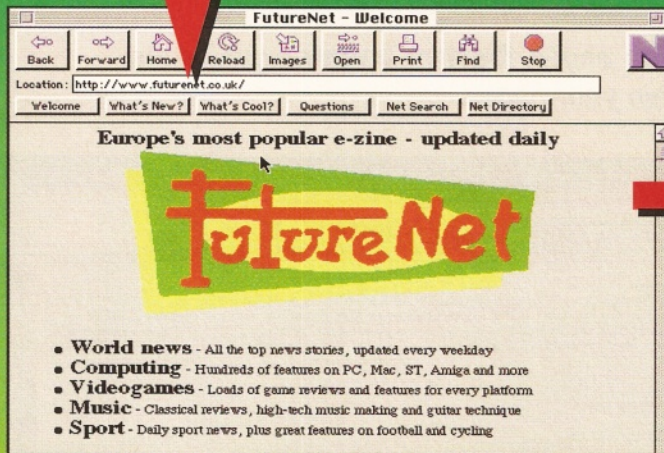 FutureNet - Welcome
Back Forward Home Reload Images Open Print Find Stop
N
Location: http://www.futurenet.co.uk/
Welcome What's New? What's Cool? Questions Net Search Net Directory
Europe's most popular e-zine - updated daily
FutureNet
• World news - All the top news stories, updated every weekday
• Computing - Hundreds of features on PC, Mac, ST, Amiga and more
• Videogames - Loads of game reviews and features for every platform
• Music - Classical reviews, high-tech music making and guitar technique
• Sport - Daily sport news, plus great features on football and cycling